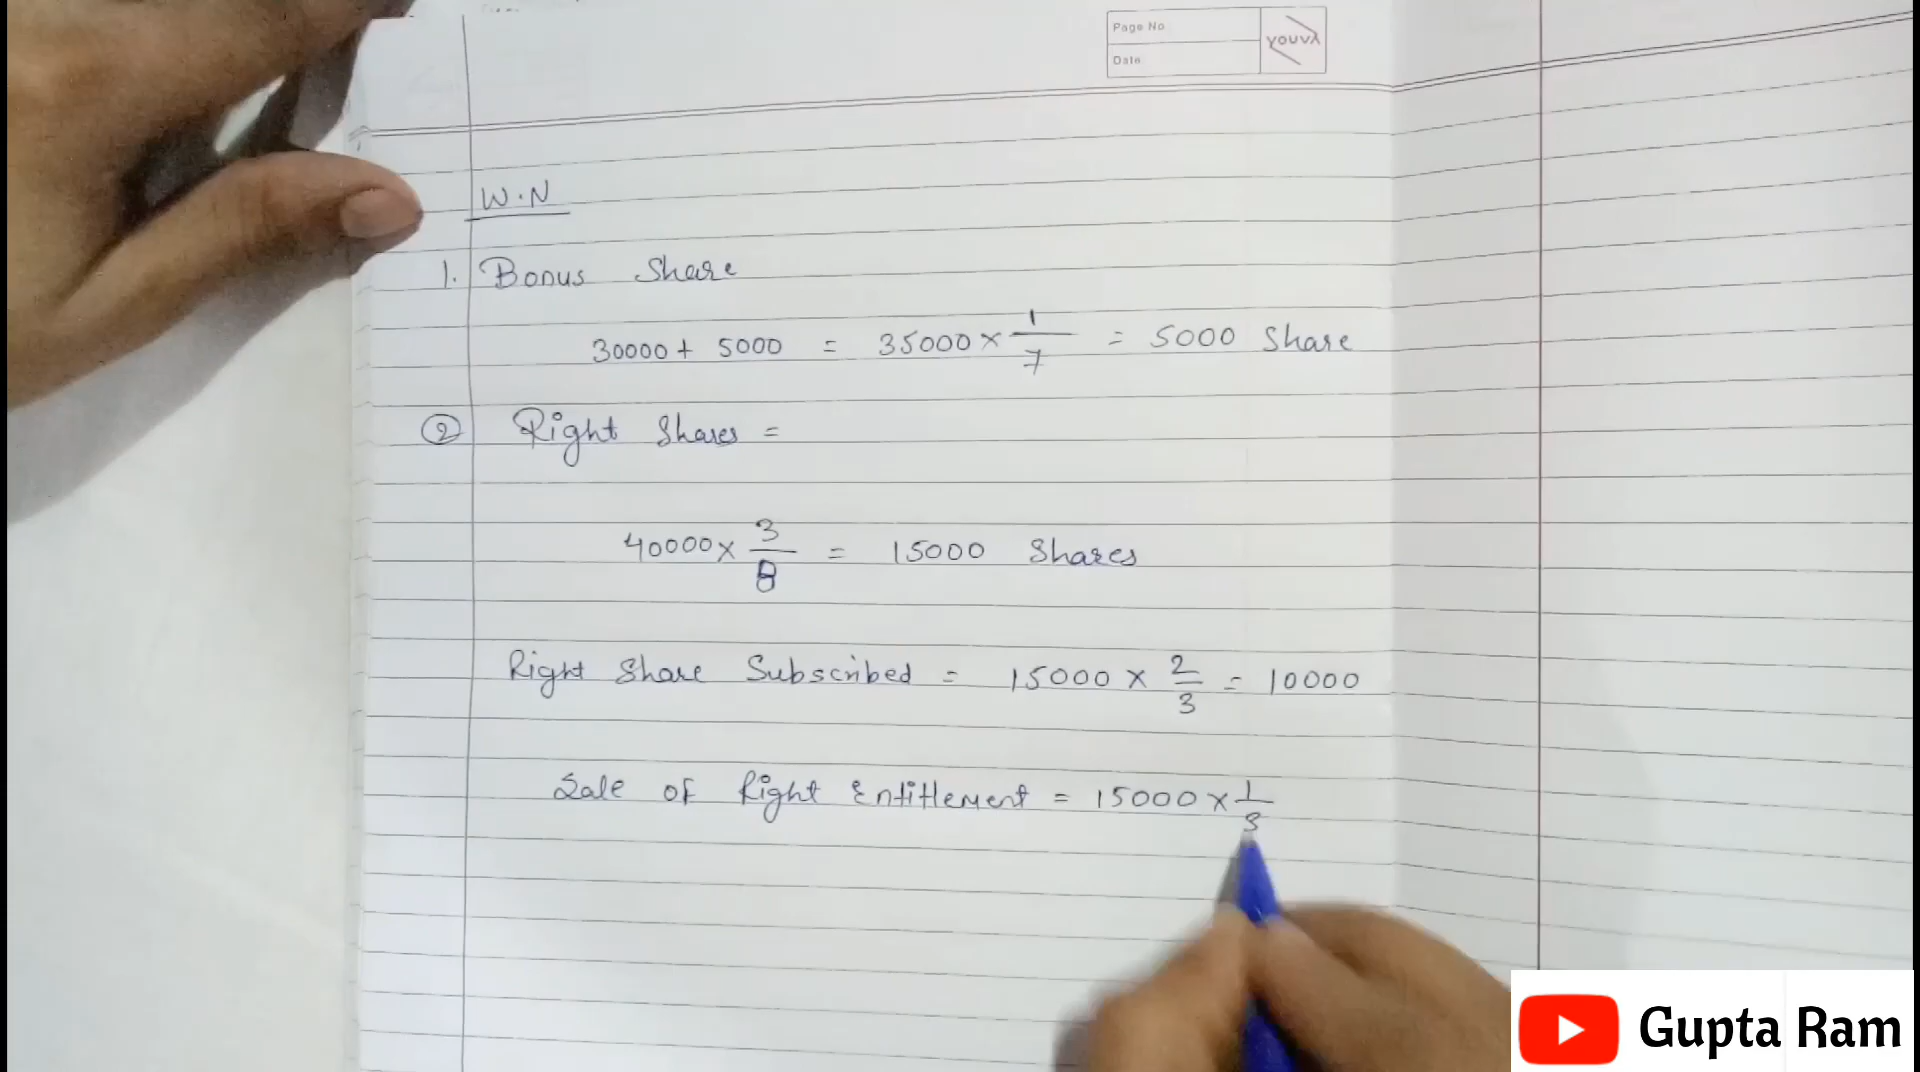 Page No
Date
YOUVA
W.N
1. Bonus Share
30000 + 5000 = 35000 × 1/7 = 5000 Share
② Right Shares =
40000 × 3/8 = 15000 Shares
Right Share Subscribed = 15000 × 2/3 = 10000
Sale of Right Entitlement = 15000 × 1/3
Gupta Ram